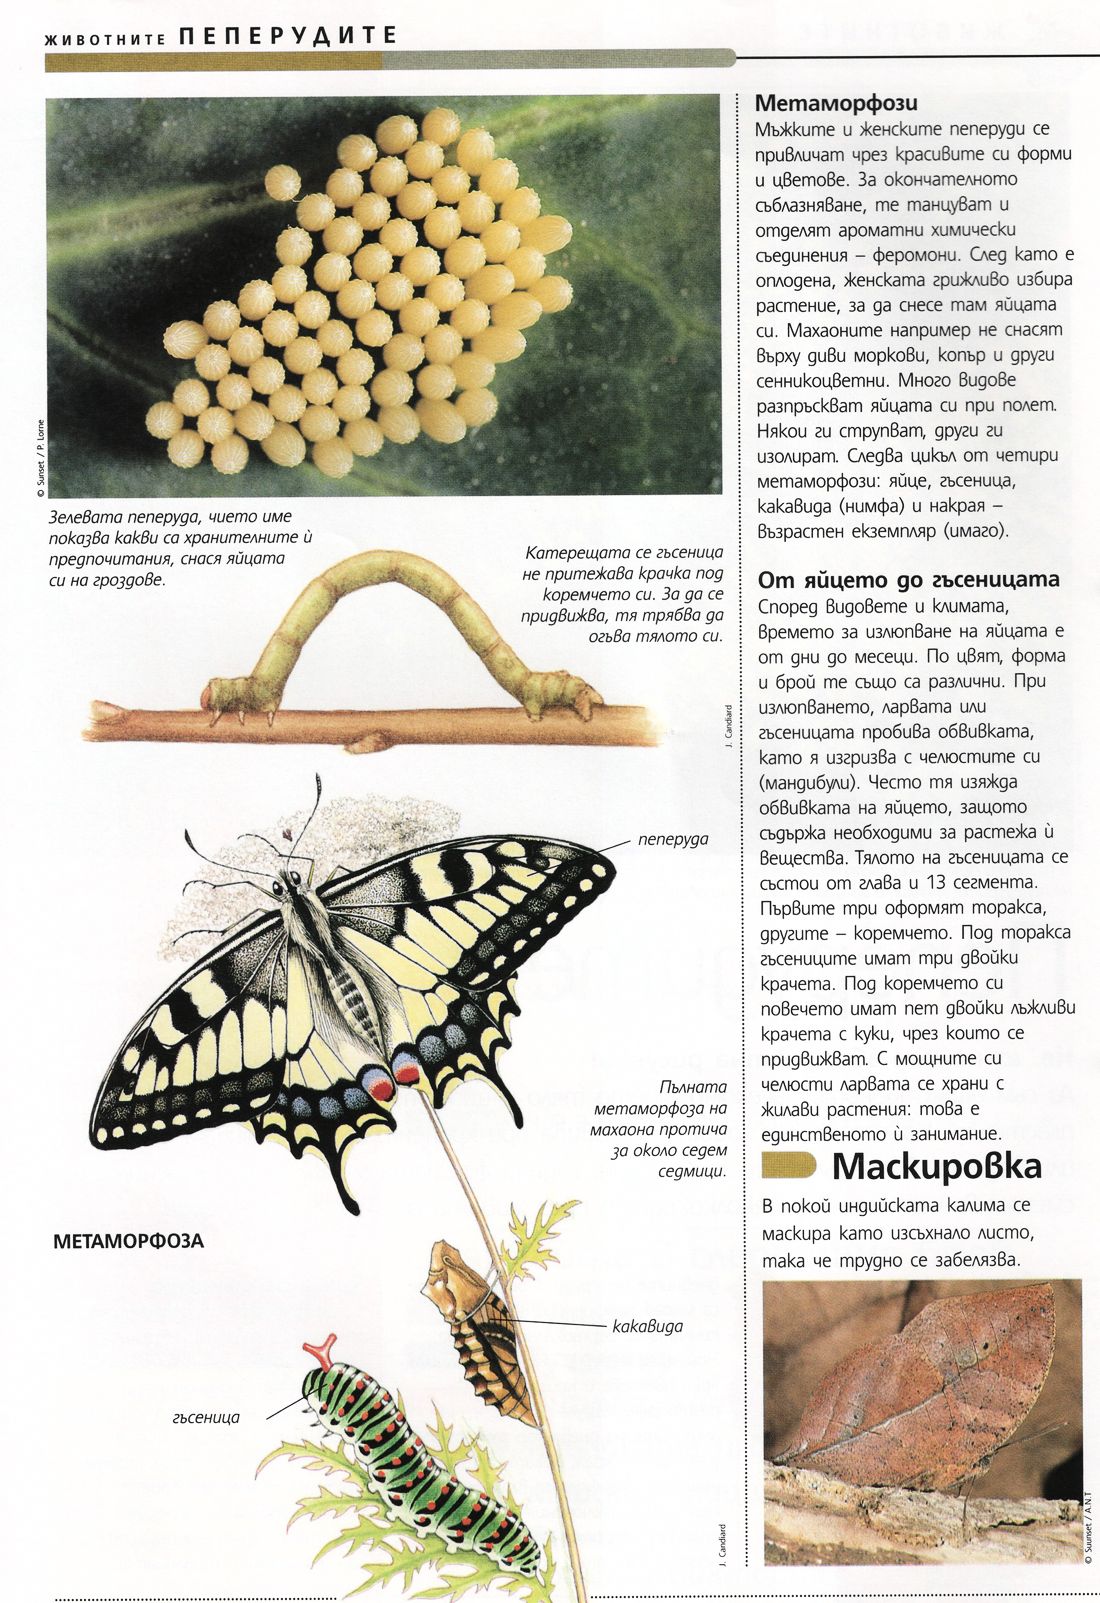 ЖИВОТНИТЕ ПЕПЕРУДИТЕ
© Sunset / P. Lorne
Зелевата пеперуда, чието име
показва какви са хранителните ѝ
предпочитания, снася яйцата
си на гроздове.
Катерещата се гъсеница
не притежава крачка под
коремчето си. За да се
придвижва, тя трябва да
огъва тялото си.
J. Candiard
пеперуда
Пълната
метаморфоза на
махаона протича
за около седем
седмици.
МЕТАМОРФОЗА
какавида
гъсеница
J. Candiard
Метаморфози
Мъжките и женските пеперуди се
привличат чрез красивите си форми
и цветове. За окончателното
съблазняване, те танцуват и
отделят ароматни химически
съединения – феромони. След като е
оплодена, женската грижливо избира
растение, за да снесе там яйцата
си. Махаоните например не снасят
върху диви моркови, копър и други
сенникоцветни. Много видове
разпръскват яйцата си при полет.
Някои ги струпват, други ги
изолират. Следва цикъл от четири
метаморфози: яйце, гъсеница,
какавида (нимфа) и накрая –
възрастен екземпляр (имаго).
От яйцето до гъсеницата
Според видовете и климата,
времето за излюпване на яйцата е
от дни до месеци. По цвят, форма
и брой те също са различни. При
излюпването, ларвата или
гъсеницата пробива обвивката,
като я изгризва с челюстите си
(мандибули). Често тя изяжда
обвивката на яйцето, защото
съдържа необходими за растежа ѝ
вещества. Тялото на гъсеницата се
състои от глава и 13 сегмента.
Първите три оформят торакса,
другите – коремчето. Под торакса
гъсениците имат три двойки
крачета. Под коремчето си
повечето имат пет двойки лъжливи
крачета с куки, чрез които се
придвижват. С мощните си
челюсти ларвата се храни с
жилави растения: това е
единственото ѝ занимание.
Маскировка
В покой индийската калима се
маскира като изсъхнало листо,
така че трудно се забелязва.
© Suunset / A.N.T